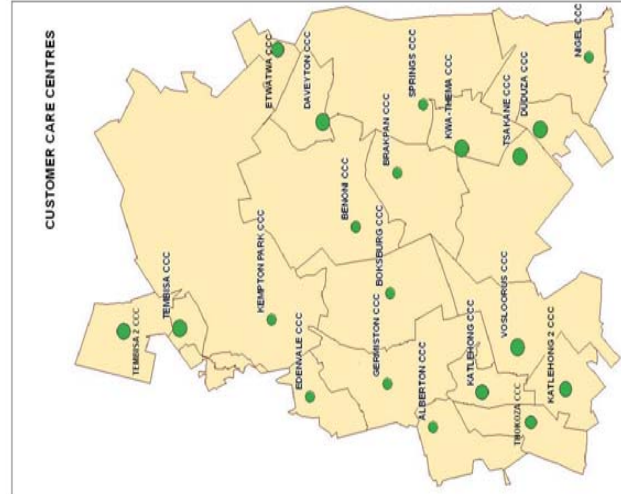 CUSTOMER CARE CENTRES
TEMBISA 2 CCC
TEMBISA CCC
ETWATWA CCC
DAVEYTON CCC
KEMPTON PARK CCC
EDENVALE CCC
BENONI CCC
BRAKPAN CCC
SPRINGS CCC
BOKSBURG CCC
GERMISTON CCC
ALBERTON CCC
KWA-THEMA CCC
KATLEHONG CCC
VOSLOORUS CCC
TSAKANE CCC
DUDUZA CCC
NIGEL CCC
THOKOZA CCC
KATLEHONG 2 CCC